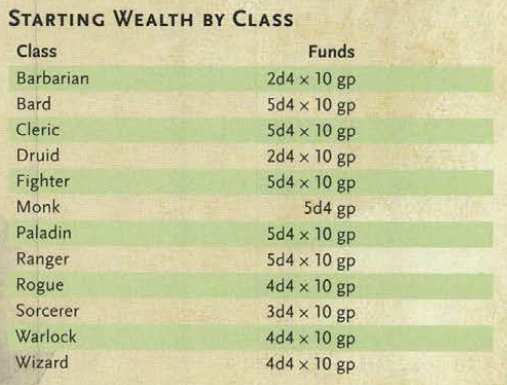 STARTING WEALTH BY CLASS
Class Funds
Barbarian 2d4 × 10 gp
Bard 5d4 × 10 gp
Cleric 5d4 × 10 gp
Druid 2d4 × 10 gp
Fighter 5d4 × 10 gp
Monk 5d4 gp
Paladin 5d4 × 10 gp
Ranger 5d4 × 10 gp
Rogue 4d4 × 10 gp
Sorcerer 3d4 × 10 gp
Warlock 4d4 × 10 gp
Wizard 4d4 × 10 gp